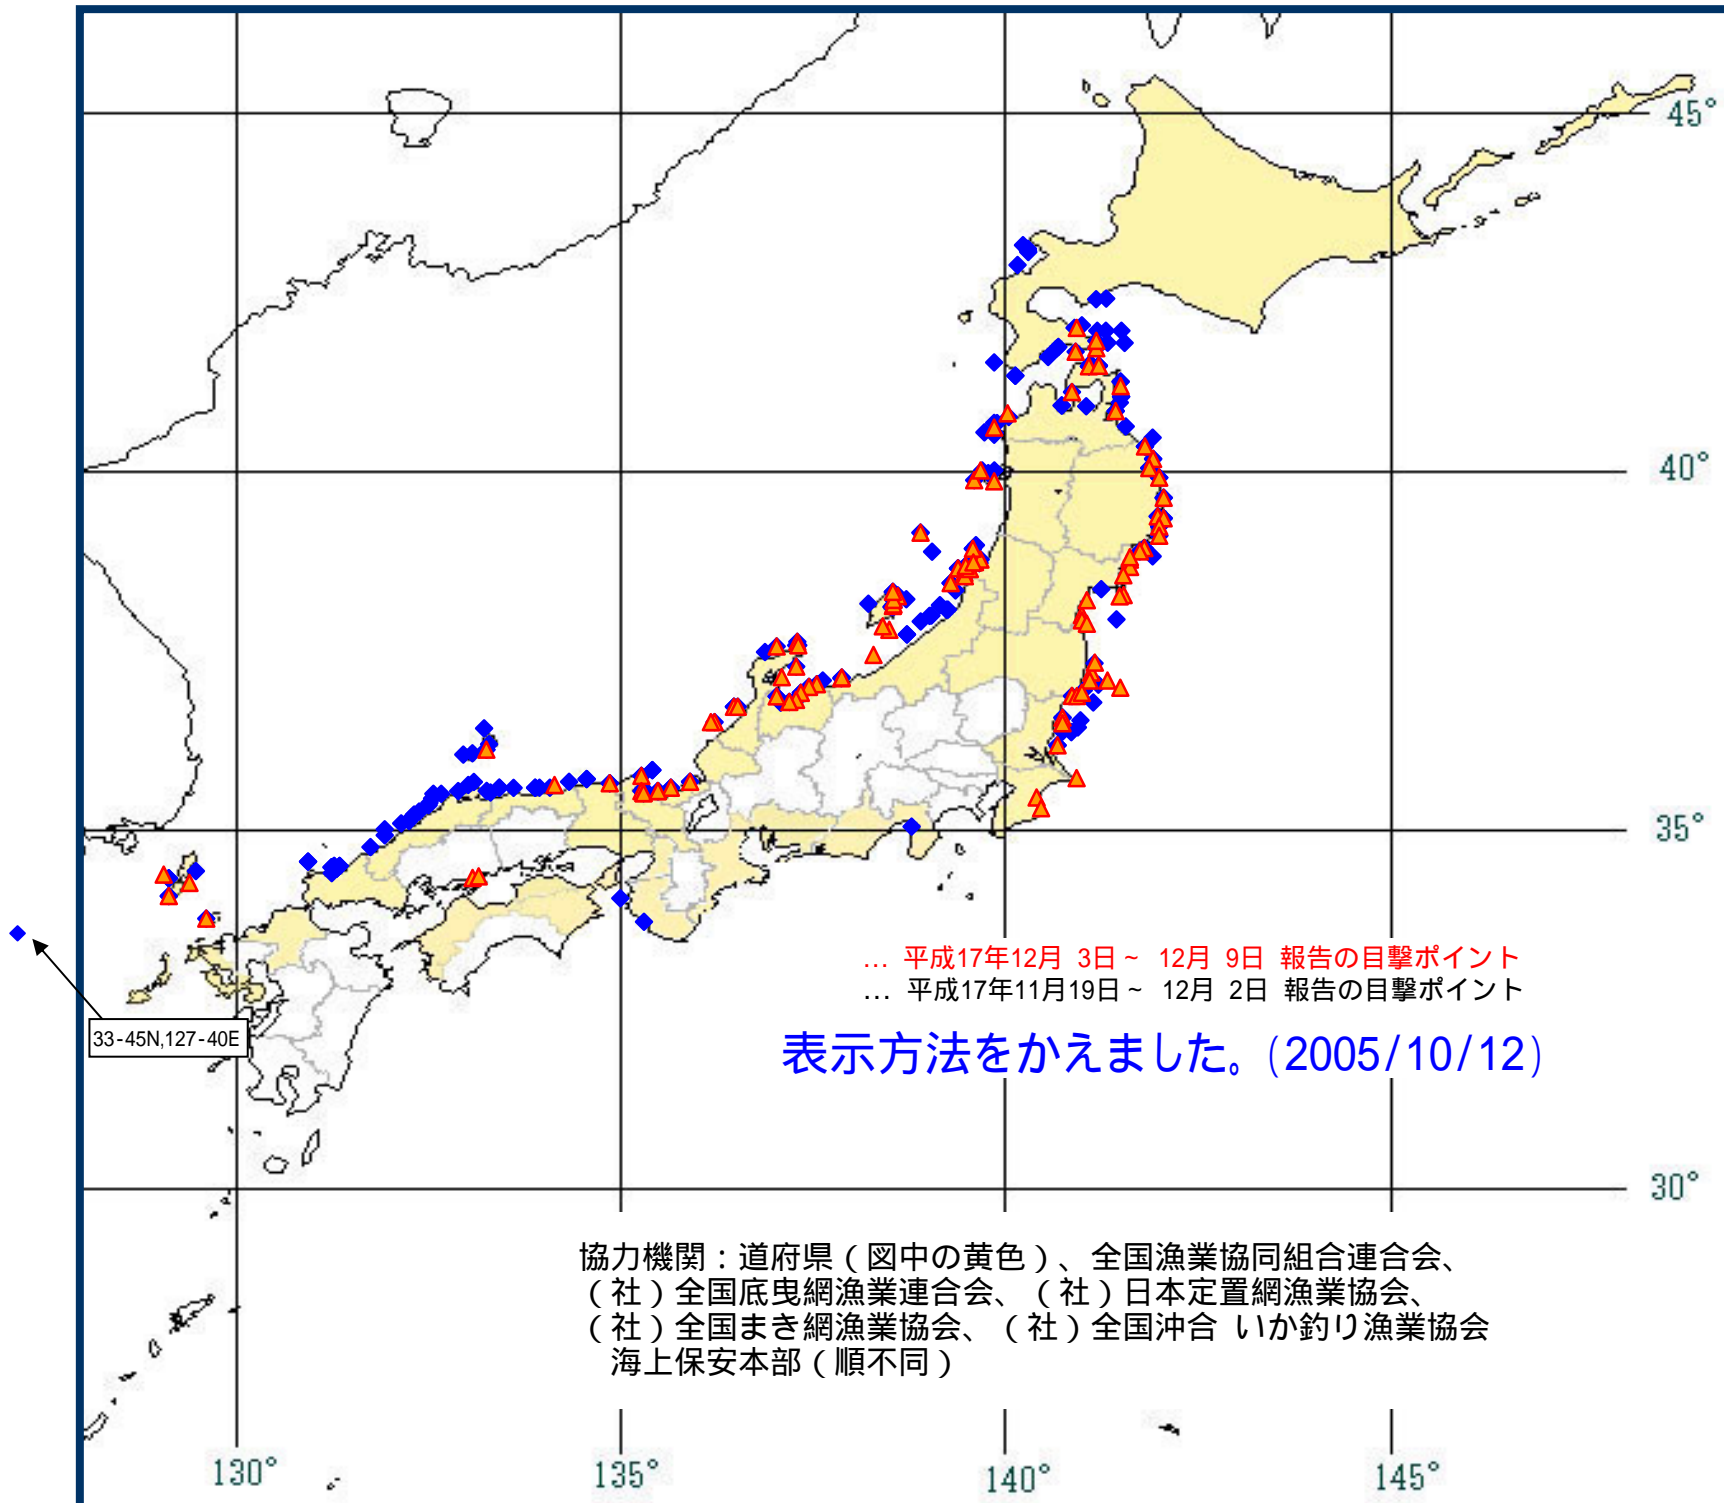 45°
40°
35°
33-45N,127-40E
… 平成17年12月 3日～ 12月 9日 報告の目撃ポイント
… 平成17年11月19日～ 12月 2日 報告の目撃ポイント
表示方法をかえました。(2005/10/12)
30°
協力機関：道府県（図中の黄色）、全国漁業協同組合連合会、
（社）全国底曳網漁業連合会、（社）日本定置網漁業協会、
（社）全国まき網漁業協会、（社）全国沖合 いか釣り漁業協会
海上保安本部（順不同）
130°
135°
140°
145°